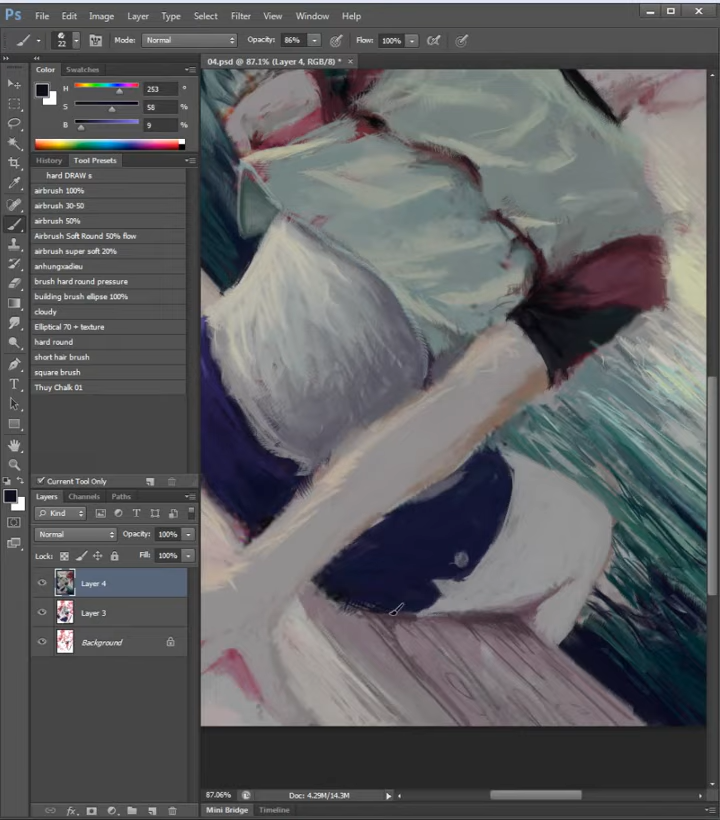 Ps File Edit Image Layer Type Select Filter View Window Help
22 Mode: Normal Opacity: 86% Flow: 100%
04.psd @ 87.1% (Layer 4, RGB/8) * ×
Color Swatches
H 253 °
S 58 %
B 9 %
History Tool Presets
hard DRAW s
airbrush 100%
airbrush 30-50
airbrush 50%
Airbrush Soft Round 50% flow
airbrush super soft 20%
anhungxadieu
brush hard round pressure
building brush ellipse 100%
cloudy
Elliptical 70 + texture
hard round
short hair brush
square brush
Thuy Chalk 01
Current Tool Only
Layers Channels Paths
Kind
Normal Opacity: 100%
Lock: Fill: 100%
Layer 4
Layer 3
Background
87.06% Doc: 4.29M/14.3M
Mini Bridge Timeline